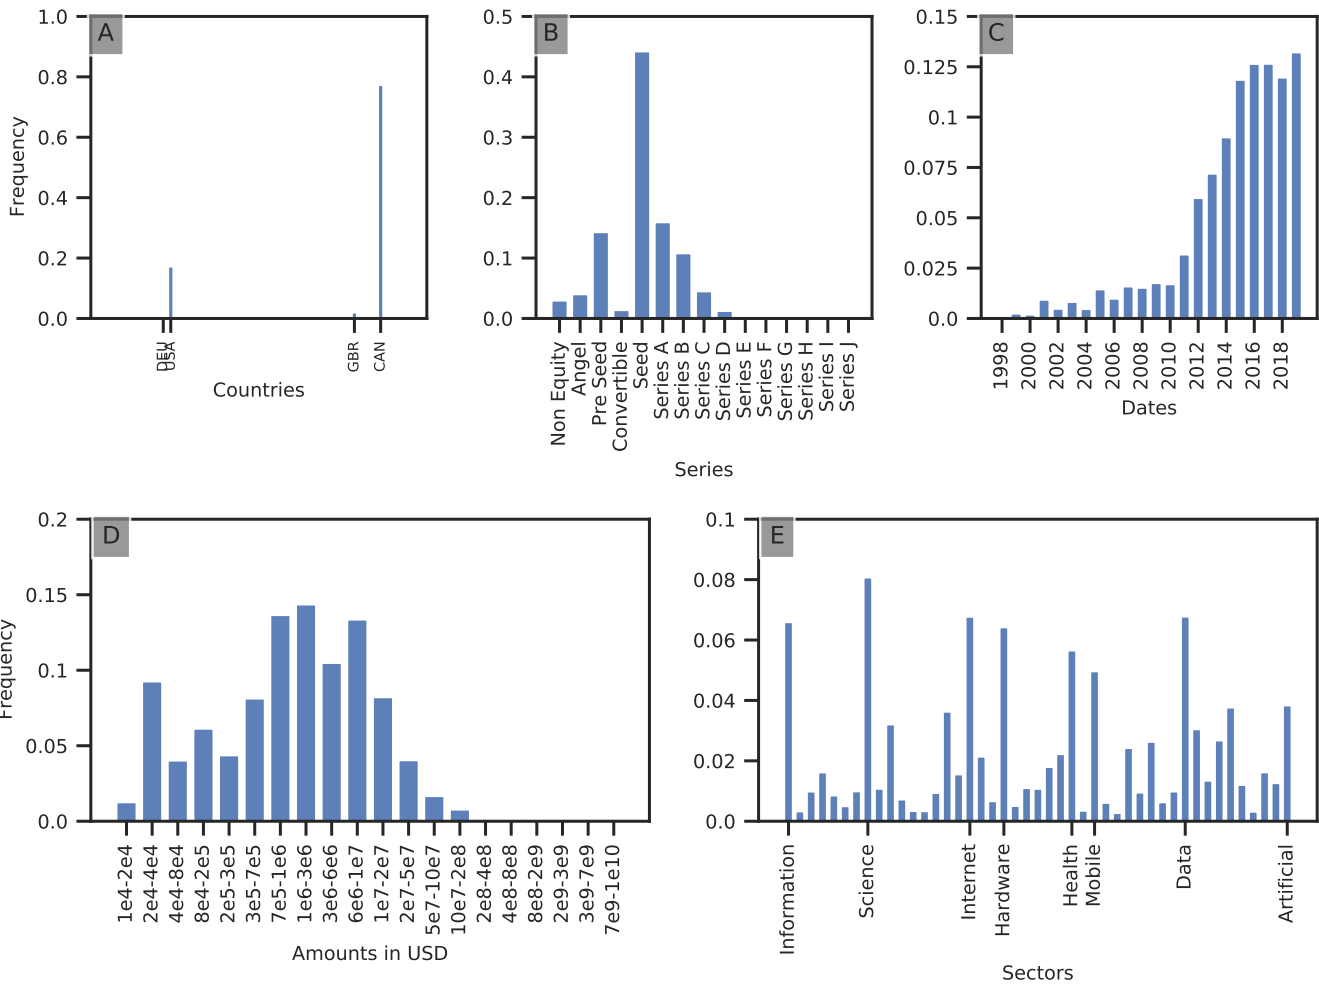 A
1.0
0.8
0.6
0.4
0.2
0.0
Frequency
DEU
USA
GBR
CAN
Countries
B
0.5
0.4
0.3
0.2
0.1
0.0
Non Equity
Angel
Pre Seed
Convertible
Seed
Series A
Series B
Series C
Series D
Series E
Series F
Series G
Series H
Series I
Series J
Series
C
0.15
0.125
0.1
0.075
0.05
0.025
0.0
1998
2000
2002
2004
2006
2008
2010
2012
2014
2016
2018
Dates
D
0.2
0.15
0.1
0.05
0.0
Frequency
1e4-2e4
2e4-4e4
4e4-8e4
8e4-2e5
2e5-3e5
3e5-7e5
7e5-1e6
1e6-3e6
3e6-6e6
6e6-1e7
1e7-2e7
2e7-5e7
5e7-10e7
10e7-2e8
2e8-4e8
4e8-8e8
8e8-2e9
2e9-3e9
3e9-7e9
7e9-1e10
Amounts in USD
E
0.1
0.08
0.06
0.04
0.02
0.0
Information
Science
Internet
Hardware
Health
Mobile
Data
Artificial
Sectors